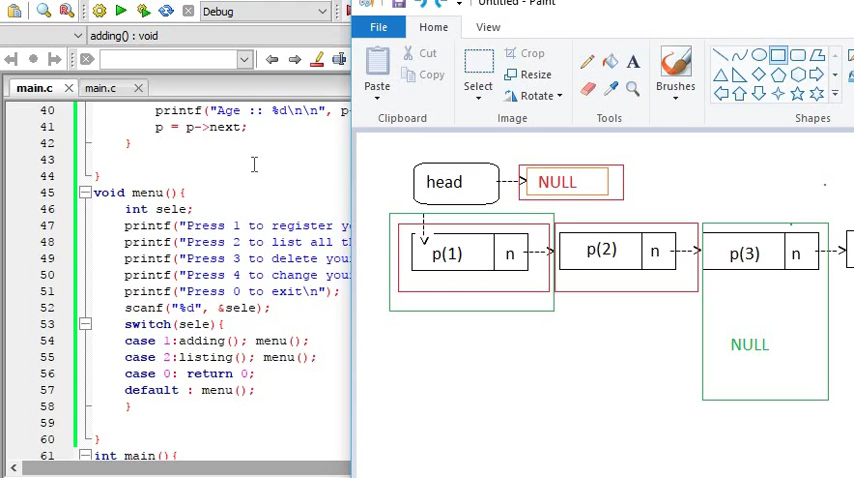 Debug
adding() : void
main.c
main.c
40 printf("Age :: %d\n\n", p-
41 p = p->next;
42 }
43
44 }
45 void menu(){
46 int sele;
47 printf("Press 1 to register yo
48 printf("Press 2 to list all th
49 printf("Press 3 to delete your
50 printf("Press 4 to change your
51 printf("Press 0 to exit\n");
52 scanf("%d", &sele);
53 switch(sele){
54 case 1:adding(); menu();
55 case 2:listing(); menu();
56 case 0: return 0;
57 default : menu();
58 }
59
60 }
61 int main(){
Untitled - Paint
File Home View
Paste
Cut
Copy
Clipboard
Select
Crop
Resize
Rotate
Image
Tools
Brushes
Shapes
head
NULL
p(1) n
p(2) n
p(3) n
NULL